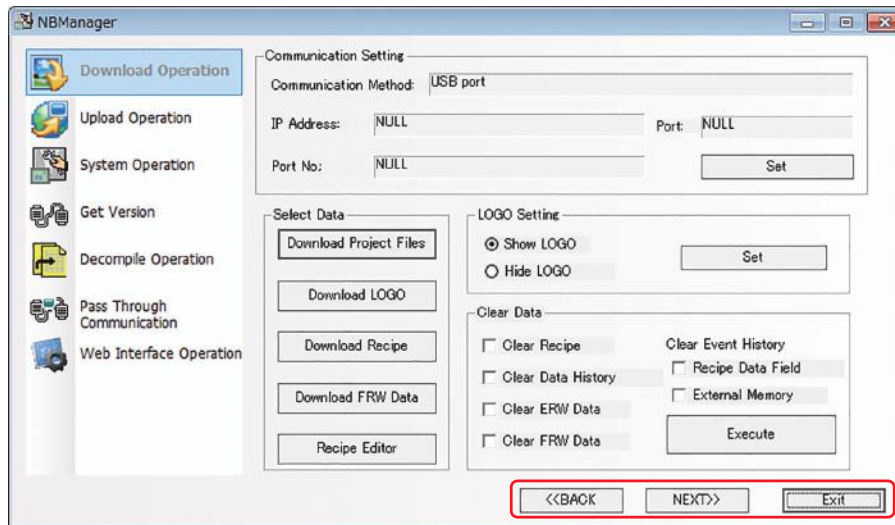 NBManager
Download Operation
Upload Operation
System Operation
Get Version
Decompile Operation
Pass Through
Communication
Web Interface Operation
Communication Setting
Communication Method: USB port
IP Address: NULL Port: NULL
Port No: NULL Set
Select Data
Download Project Files
Download LOGO
Download Recipe
Download FRW Data
Recipe Editor
LOGO Setting
Show LOGO
Hide LOGO
Set
Clear Data
Clear Recipe
Clear Data History
Clear ERW Data
Clear FRW Data
Clear Event History
Recipe Data Field
External Memory
Execute
<<BACK NEXT>> Exit